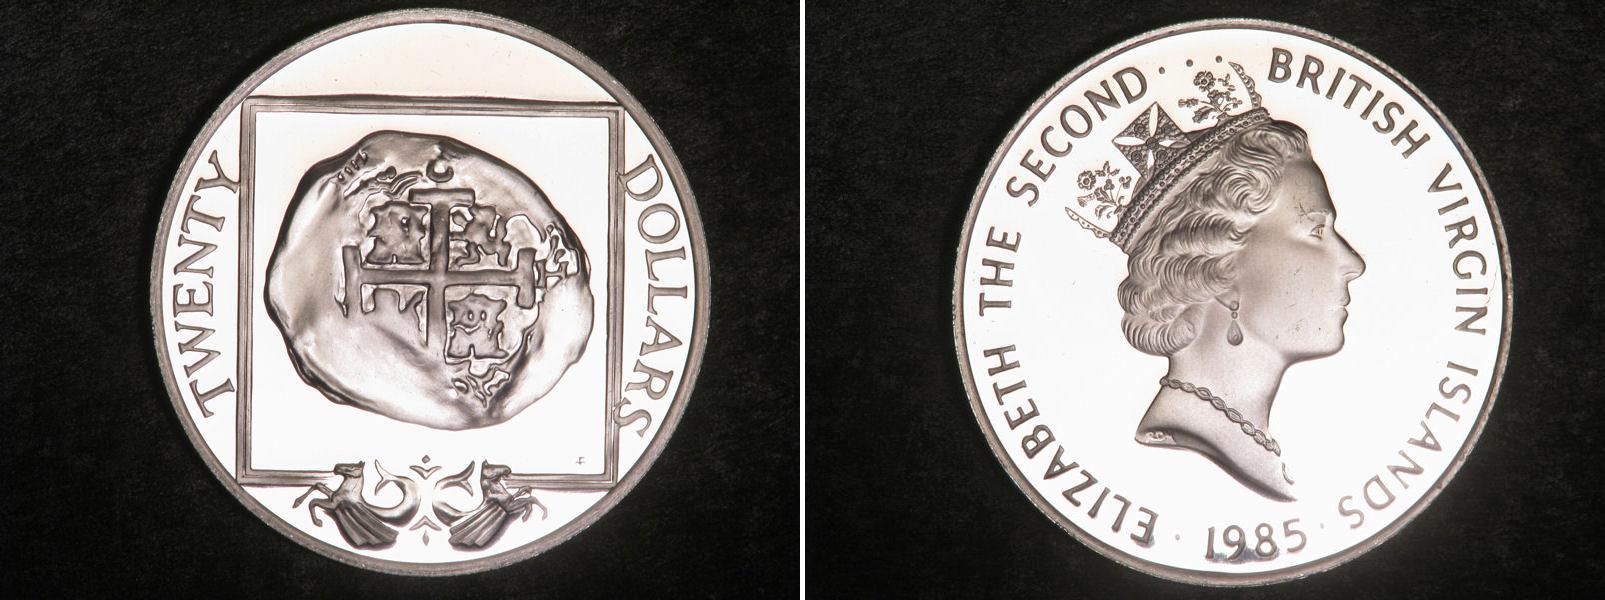 TWENTY
DOLLARS
ELIZABETH THE SECOND · BRITISH VIRGIN ISLANDS · 1985 ·